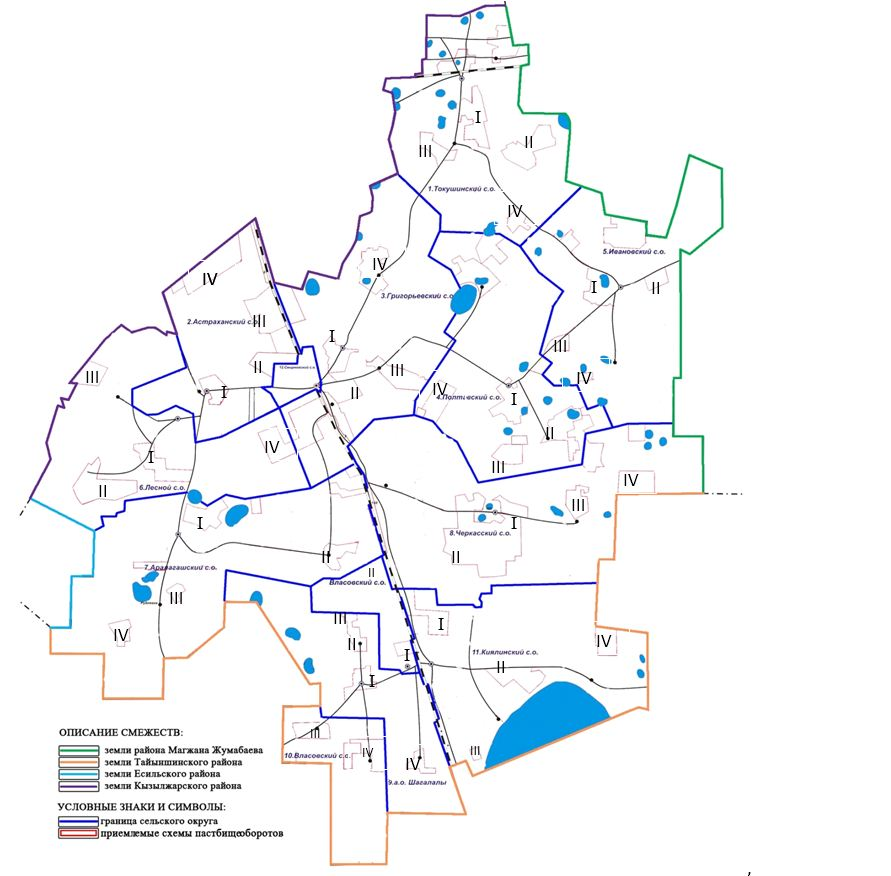 I
II
III
1.Токушинский с.о.
IV
5.Ивановский с.о.
IV
IV
I
II
3.Григорьевский с.о.
2.Астраханский с.о.
III
I
III
II
III
III
IV
I
II
IV
4.Полтавский с.о.
I
IV
II
III
I
II
6.Лесной с.о.
III
IV
I
III
I
8.Черкасский с.о.
II
II
7.Аралагашский с.о.
II
Власовский с.о.
III
IV
III
I
II
I
IV
11.Киялинский с.о.
II
I
III
IV
10.Власовский с.с.
IV
III
9.а.о. Шагалалы
ОПИСАНИЕ СМЕЖЕСТВ:
земли района Магжана Жумабаева
земли Тайыншинского района
земли Есильского района
земли Кызылжарского района
УСЛОВНЫЕ ЗНАКИ И СИМВОЛЫ:
граница сельского округа
приемлемые схемы пастбищеоборотов
,